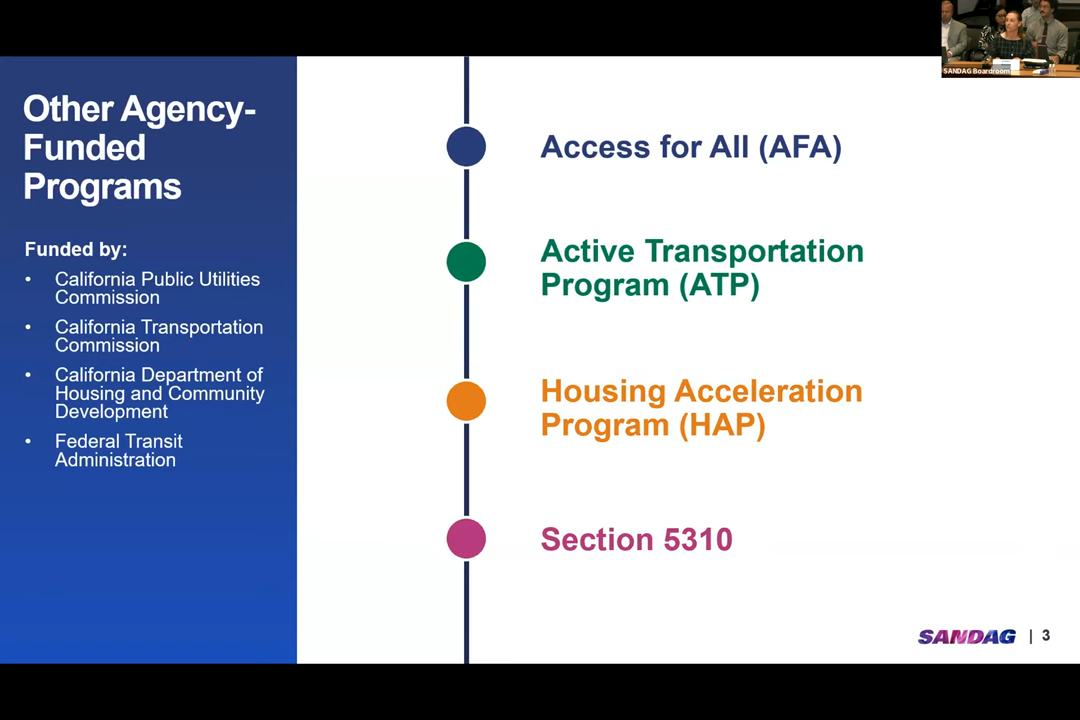 SANDAG Boardroom
Other Agency-
Funded
Programs
Funded by:
• California Public Utilities
Commission
• California Transportation
Commission
• California Department of
Housing and Community
Development
• Federal Transit
Administration
Access for All (AFA)
Active Transportation
Program (ATP)
Housing Acceleration
Program (HAP)
Section 5310
SANDAG | 3